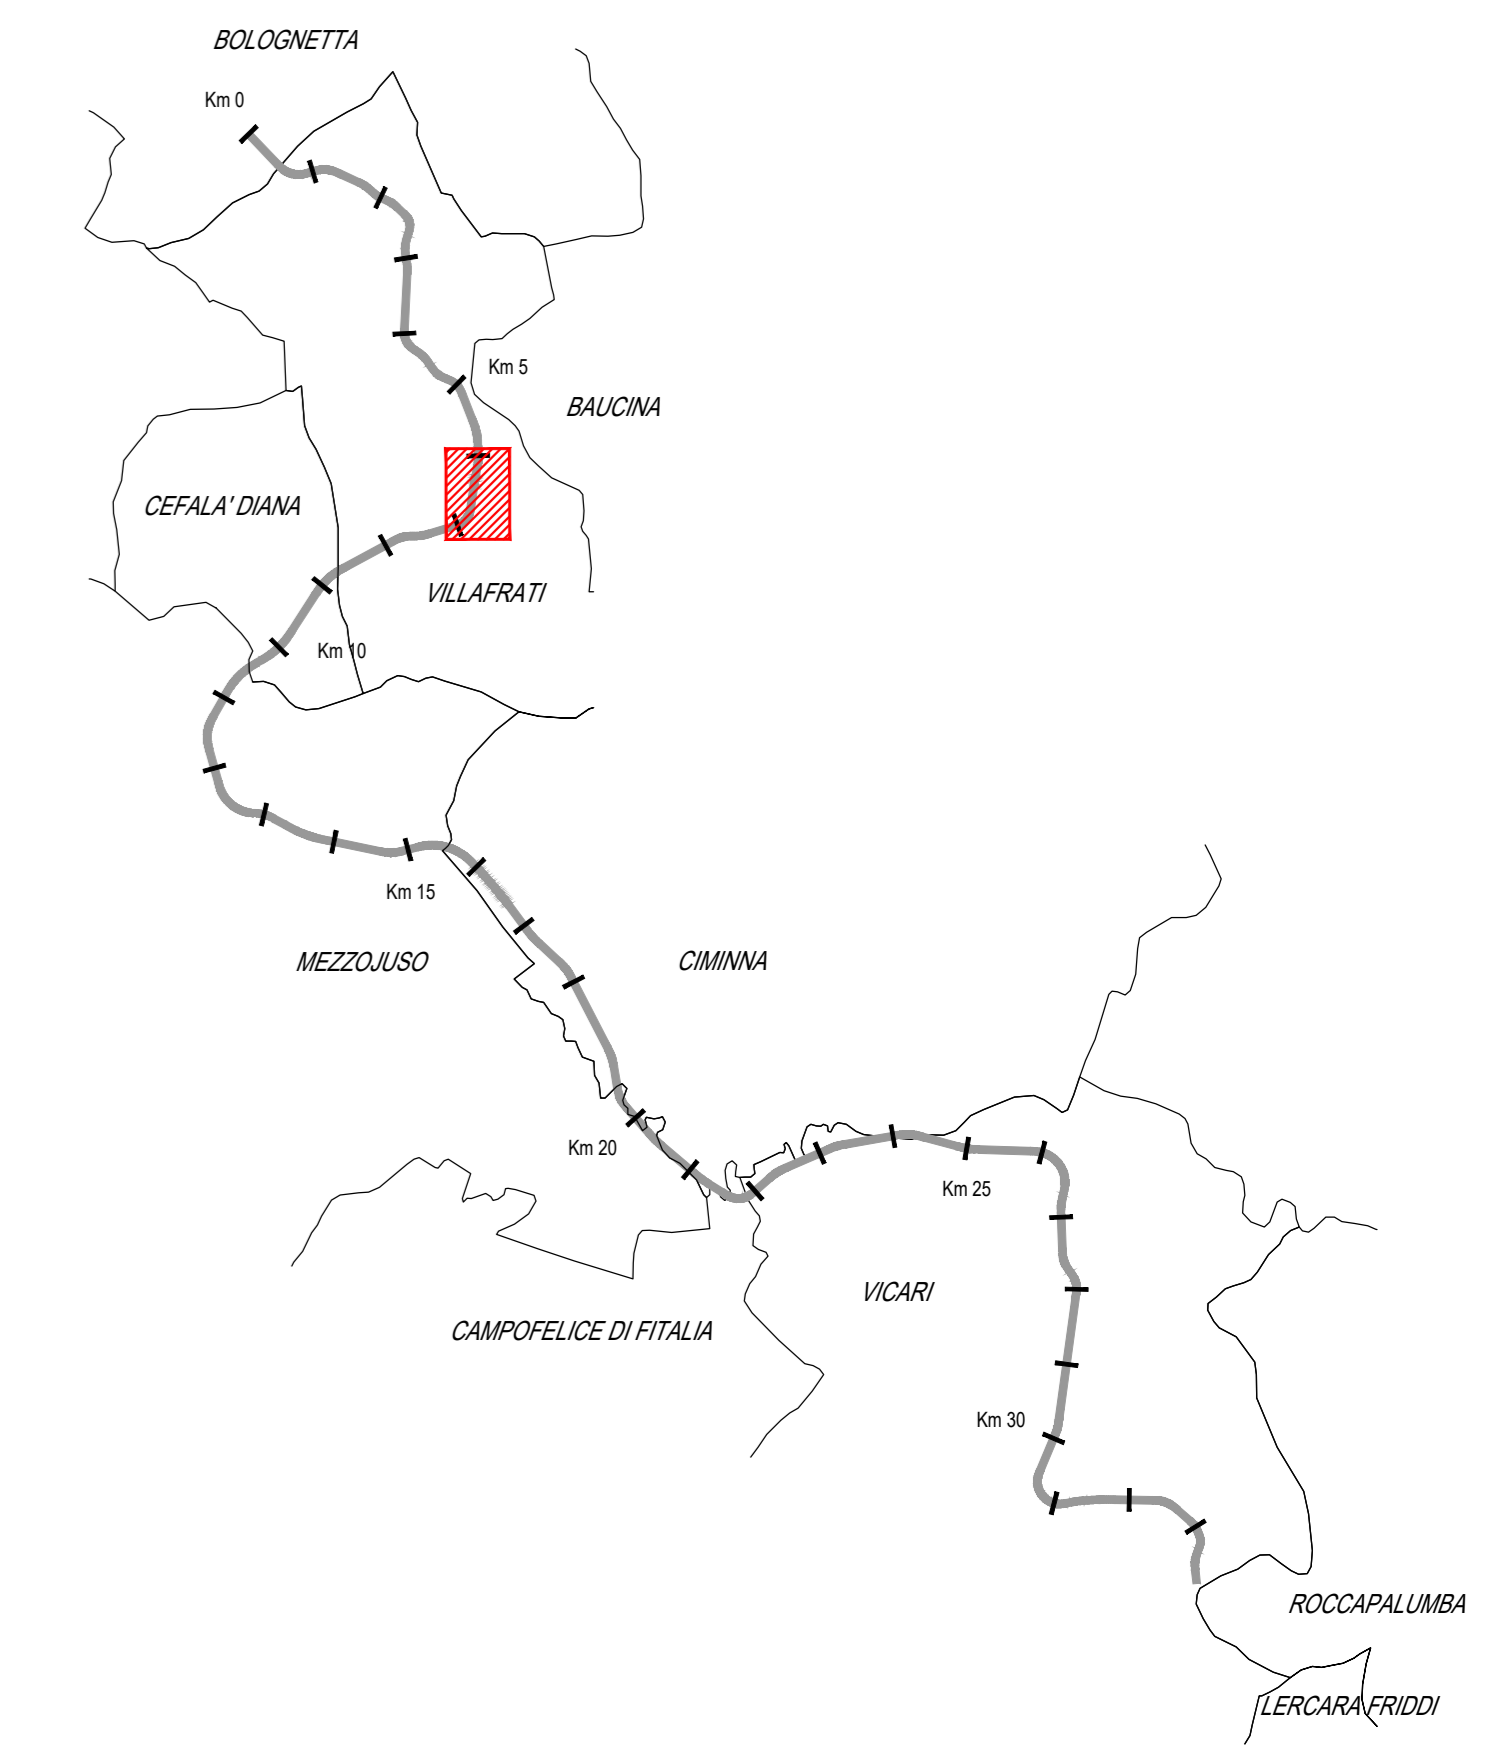 BOLOGNETTA
Km 0
Km 5
BAUCINA
CEFALA' DIANA
VILLAFRATI
Km 10
Km 15
MEZZOJUSO
CIMINNA
Km 20
Km 25
VICARI
CAMPOFELICE DI FITALIA
Km 30
ROCCAPALUMBA
LERCARA FRIDDI